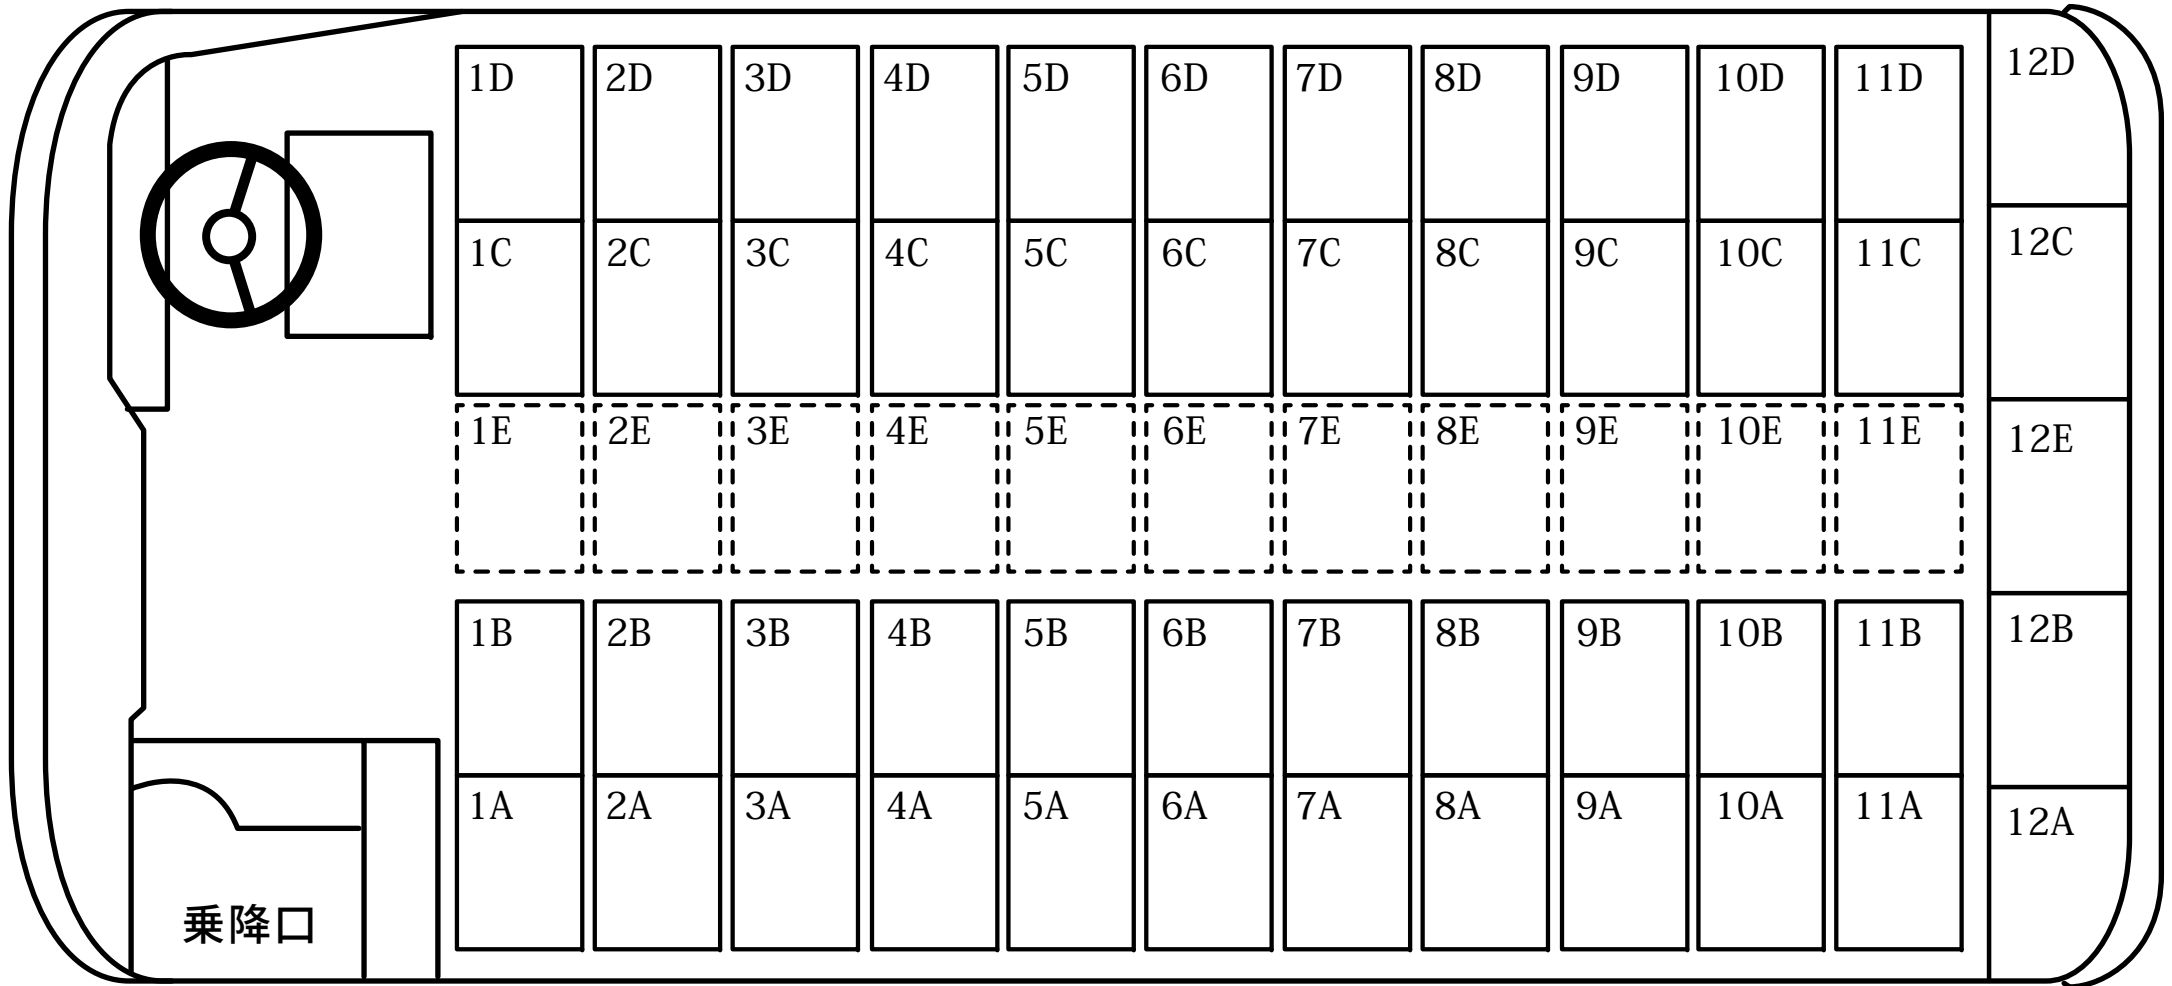 1D 2D 3D 4D 5D 6D 7D 8D 9D 10D 11D 12D
1C 2C 3C 4C 5C 6C 7C 8C 9C 10C 11C 12C
1E 2E 3E 4E 5E 6E 7E 8E 9E 10E 11E 12E
1B 2B 3B 4B 5B 6B 7B 8B 9B 10B 11B 12B
1A 2A 3A 4A 5A 6A 7A 8A 9A 10A 11A 12A
乗降口